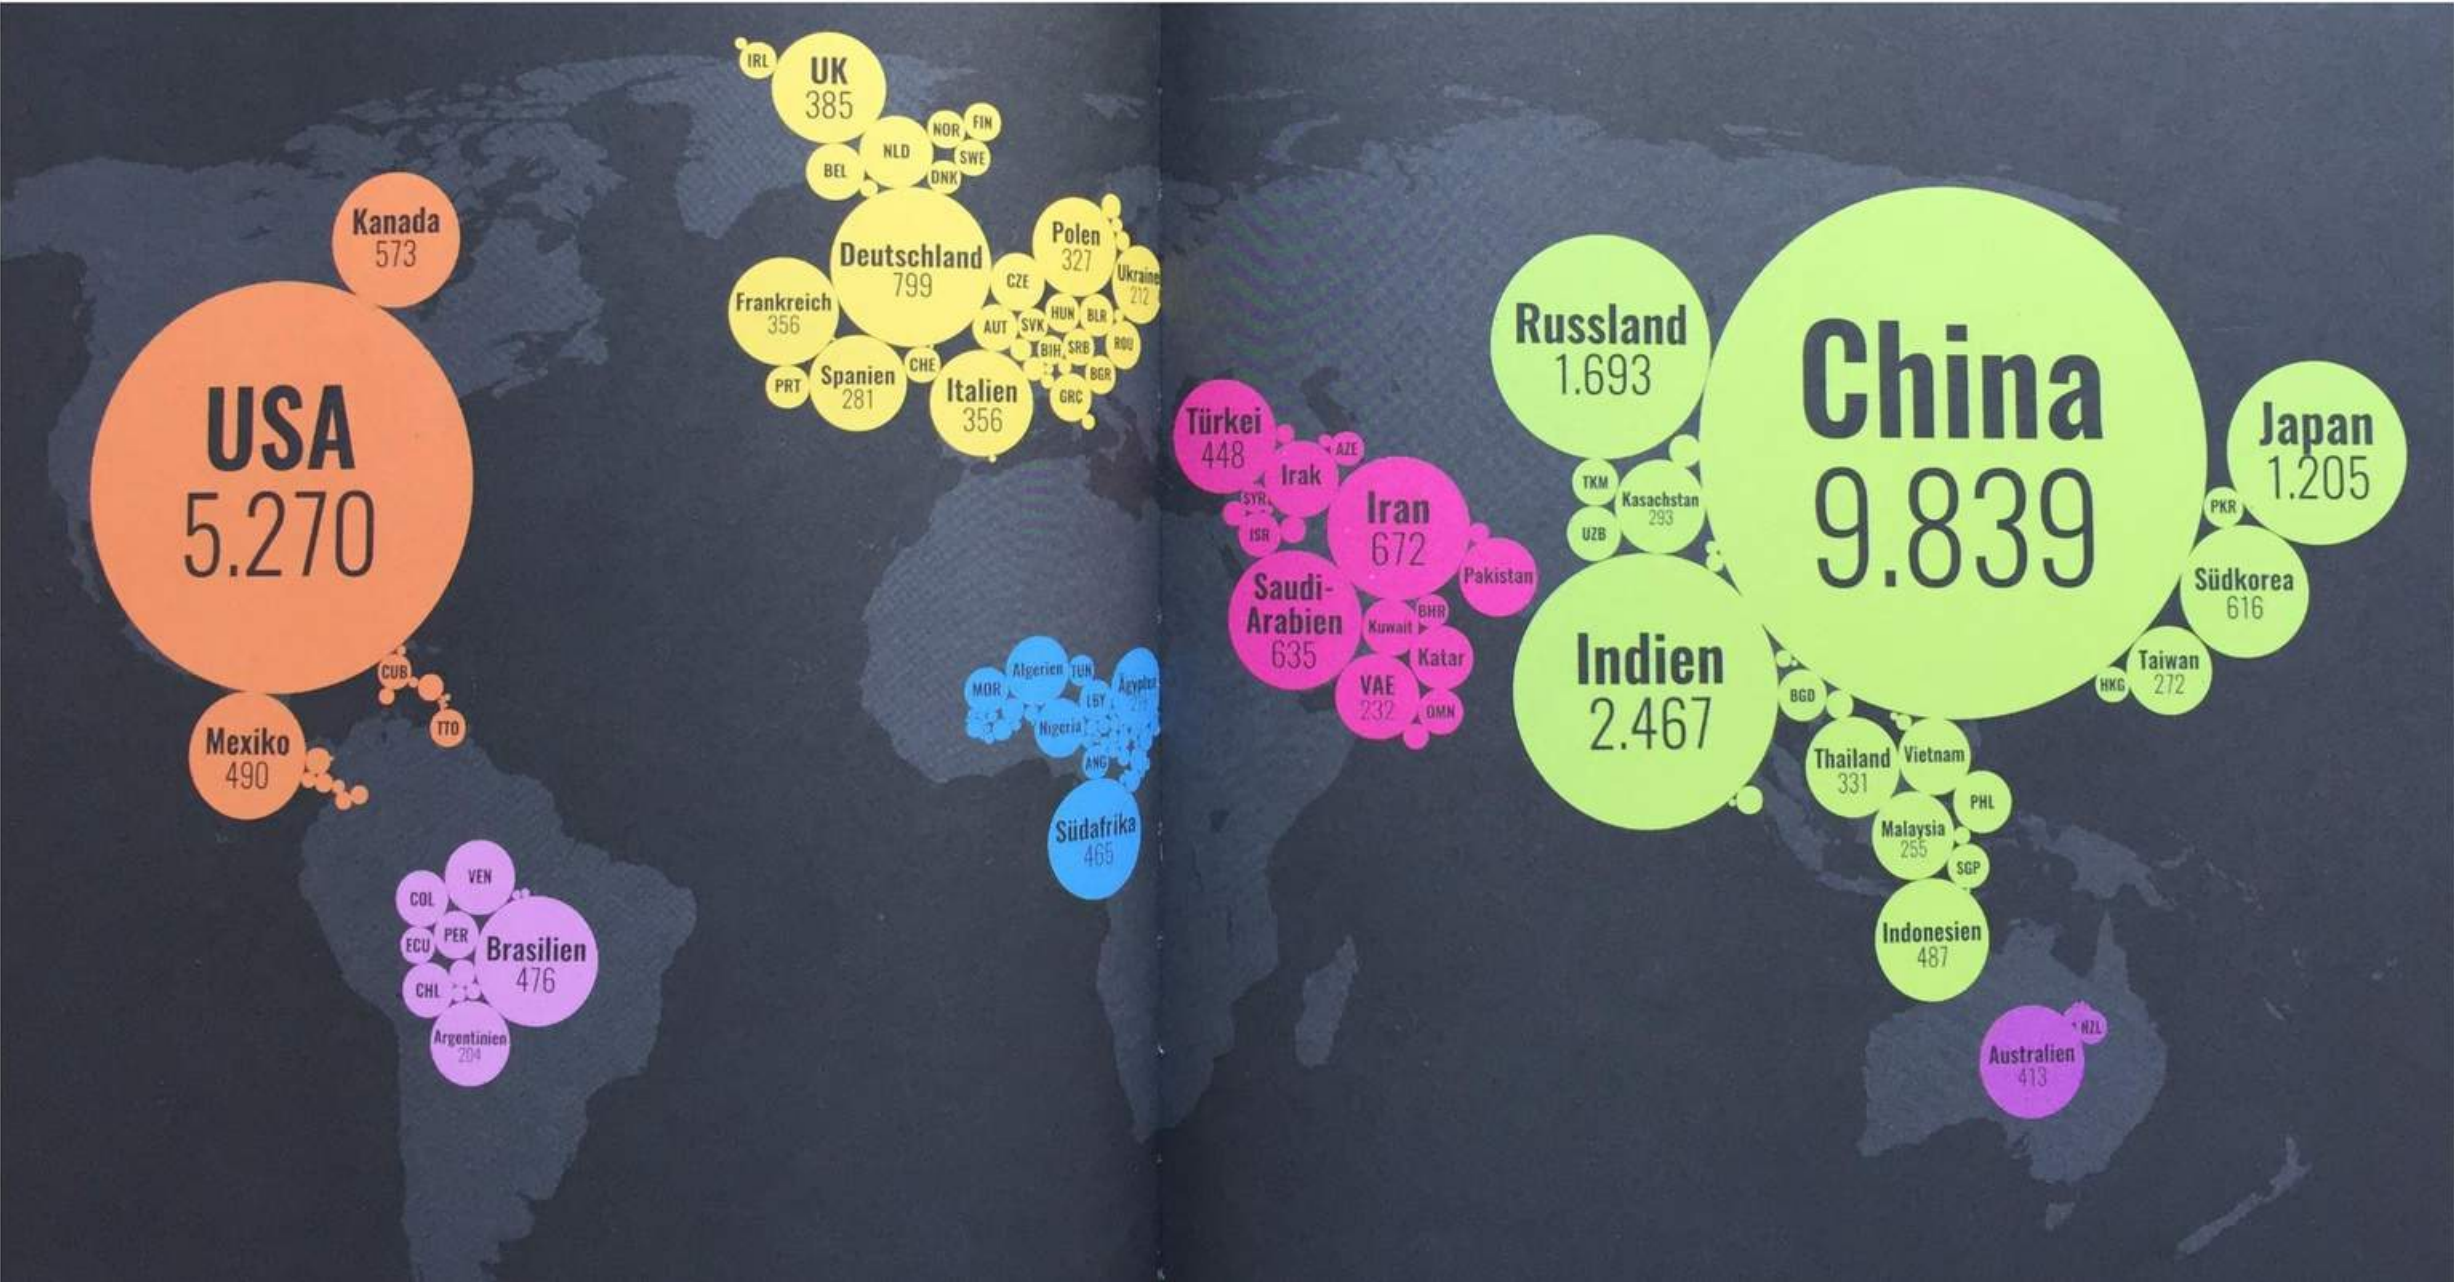 IRL
UK
385
NOR
FIN
NLD
SWE
BEL
DNK
Kanada
573
Polen
327
Deutschland
799
CZE
Ukraine
212
Frankreich
356
HUN
BLR
AUT
SVK
BIH
SRB
ROU
CHE
PRT
Spanien
281
Italien
356
BGR
GRC
USA
5.270
CUB
TTO
Mexiko
490
VEN
COL
ECU
PER
Brasilien
476
CHL
Argentinien
204
Algerien
TUN
MOR
LBY
Ägypten
Nigeria
ANG
Südafrika
465
Türkei
448
AZE
Irak
SYR
ISR
Iran
672
Pakistan
Saudi-
Arabien
635
Kuwait
BHR
Katar
VAE
232
OMN
Russland
1.693
China
9.839
Japan
1.205
TKM
Kasachstan
293
UZB
PKR
Südkorea
616
Indien
2.467
Taiwan
272
HKG
BGD
Thailand
331
Vietnam
PHL
Malaysia
255
SGP
Indonesien
487
NZL
Australien
413